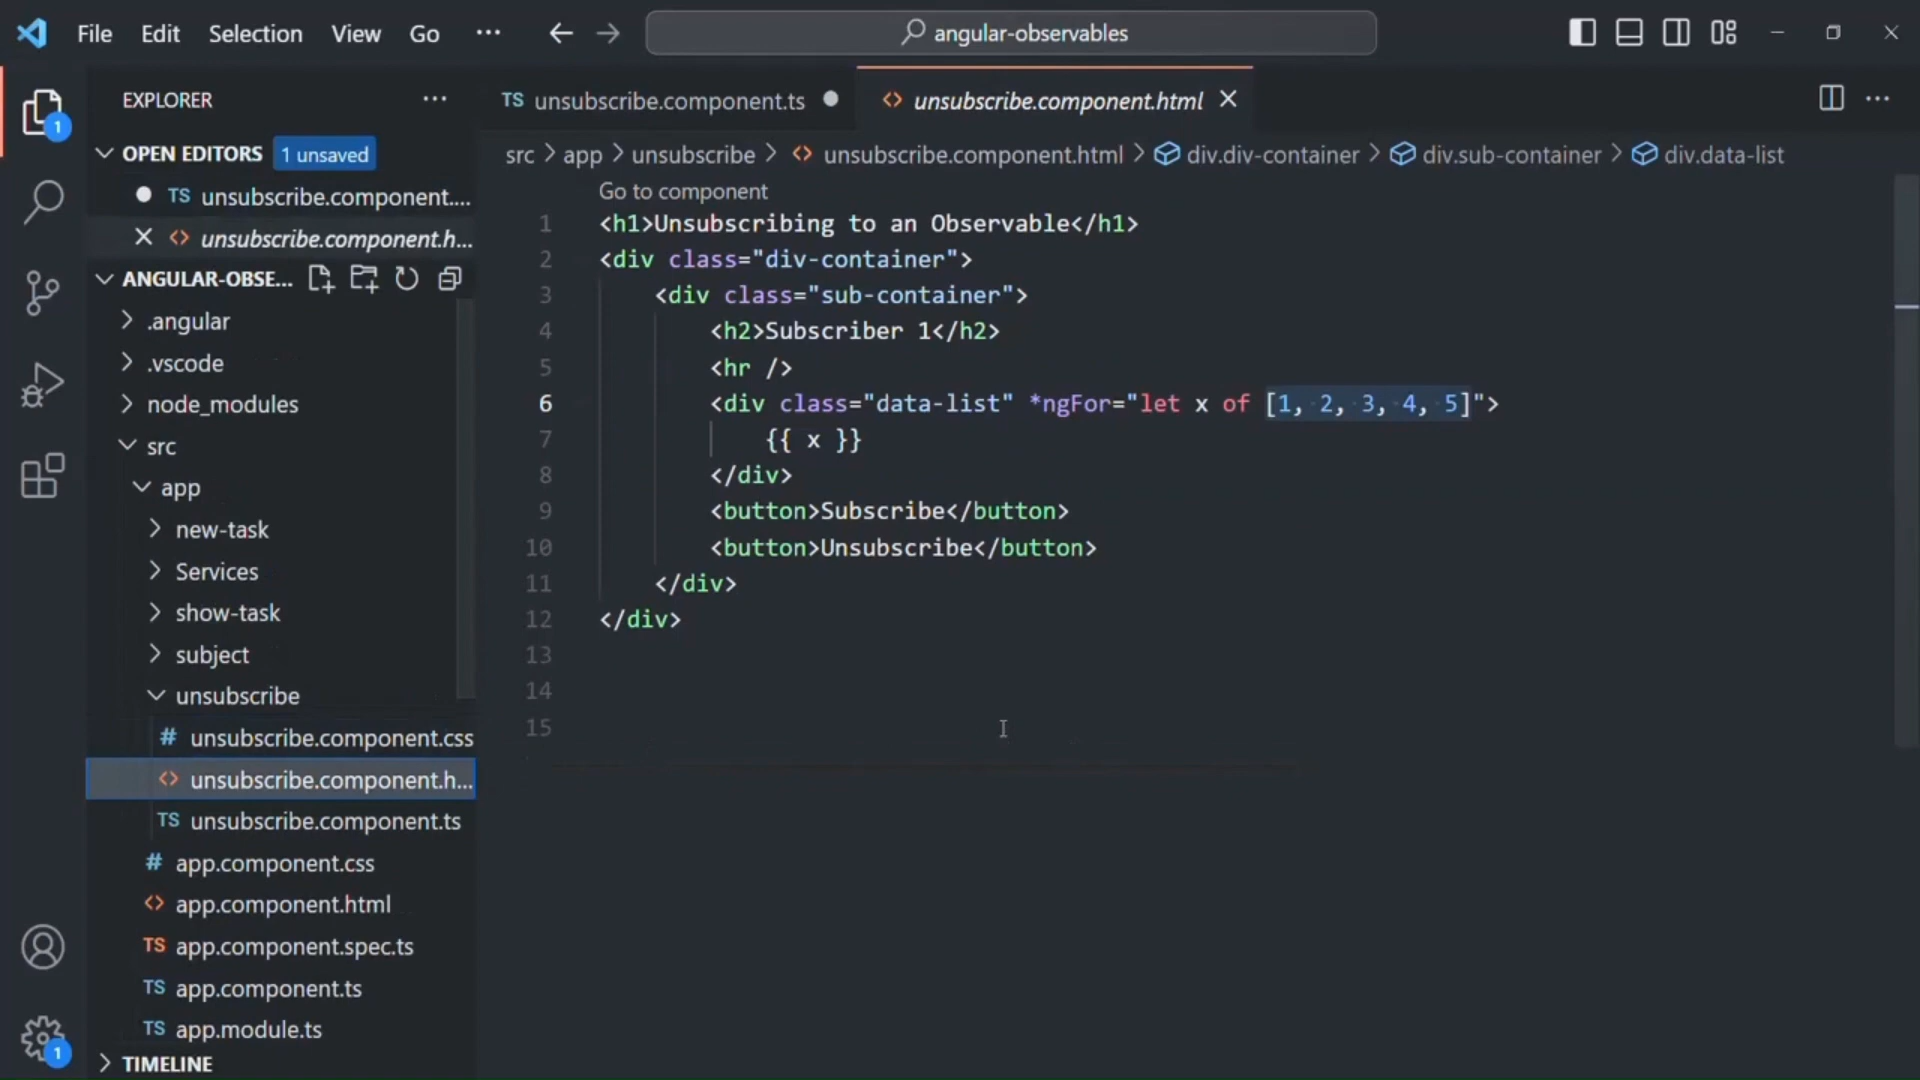 File Edit Selection View Go ... angular-observables
EXPLORER ...
OPEN EDITORS 1 unsaved
TS unsubscribe.component....
<> unsubscribe.component.h...
ANGULAR-OBSE...
.angular
.vscode
node_modules
src
app
new-task
Services
show-task
subject
unsubscribe
# unsubscribe.component.css
<> unsubscribe.component.h...
TS unsubscribe.component.ts
# app.component.css
<> app.component.html
TS app.component.spec.ts
TS app.component.ts
TS app.module.ts
TIMELINE
1
1
TS unsubscribe.component.ts <> unsubscribe.component.html
src > app > unsubscribe > <> unsubscribe.component.html > div.div-container > div.sub-container > div.data-list
Go to component
1 <h1>Unsubscribing to an Observable</h1>
2 <div class="div-container">
3 <div class="sub-container">
4 <h2>Subscriber 1</h2>
5 <hr />
6 <div class="data-list" *ngFor="let x of [1, 2, 3, 4, 5]">
7 {{ x }}
8 </div>
9 <button>Subscribe</button>
10 <button>Unsubscribe</button>
11 </div>
12 </div>
13
14
15